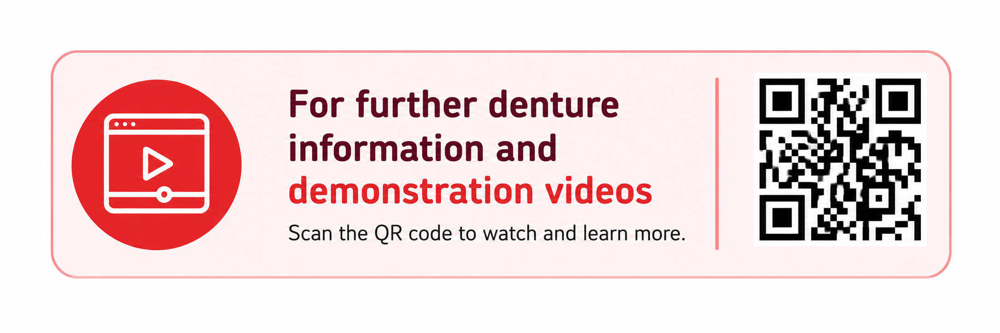 For further denture
information and
demonstration videos
Scan the QR code to watch and learn more.